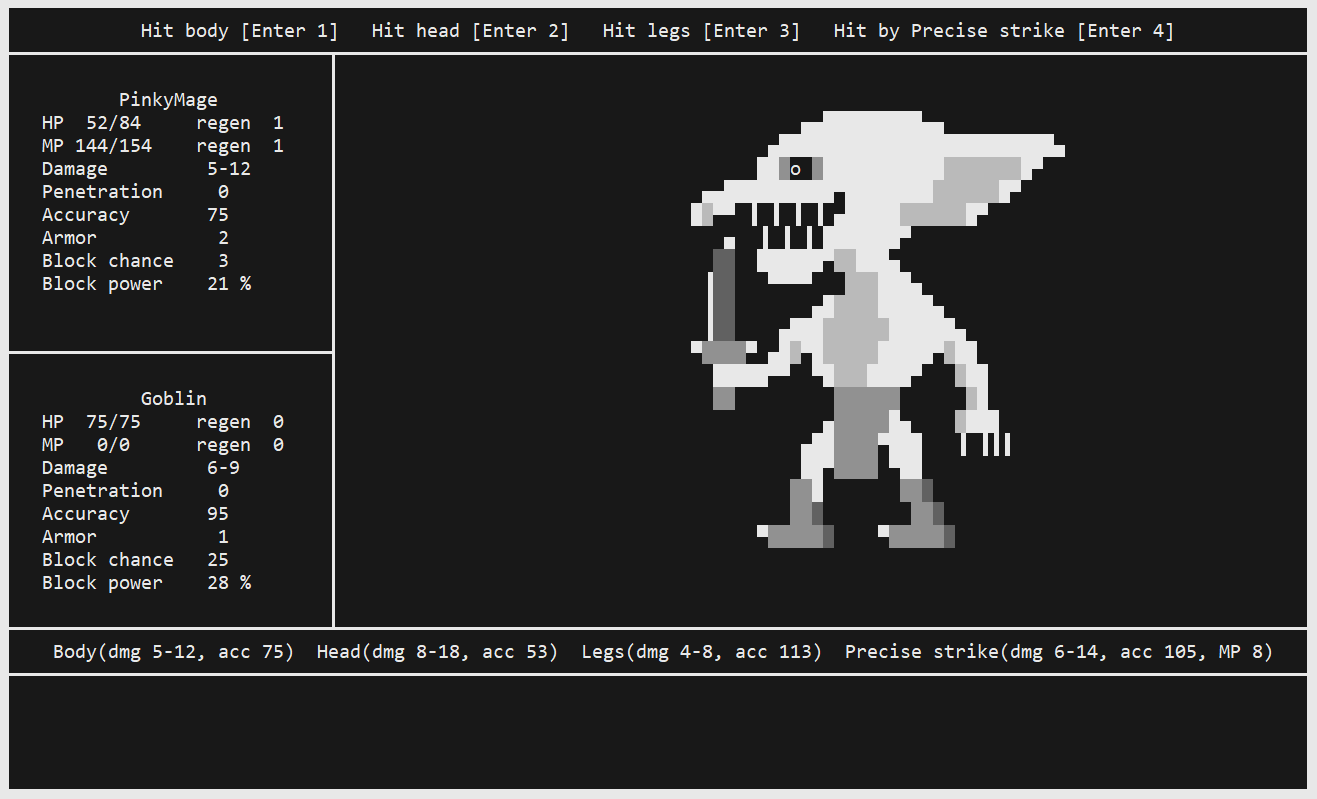 Hit body [Enter 1]   Hit head [Enter 2]   Hit legs [Enter 3]   Hit by Precise strike [Enter 4]
PinkyMage
HP  52/84     regen  1
MP 144/154    regen  1
Damage         5-12
Penetration     0
Accuracy       75
Armor           2
Block chance    3
Block power    21 %
o
Goblin
HP  75/75     regen  0
MP   0/0      regen  0
Damage         6-9
Penetration     0
Accuracy       95
Armor           1
Block chance   25
Block power    28 %
Body(dmg 5-12, acc 75)  Head(dmg 8-18, acc 53)  Legs(dmg 4-8, acc 113)  Precise strike(dmg 6-14, acc 105, MP 8)